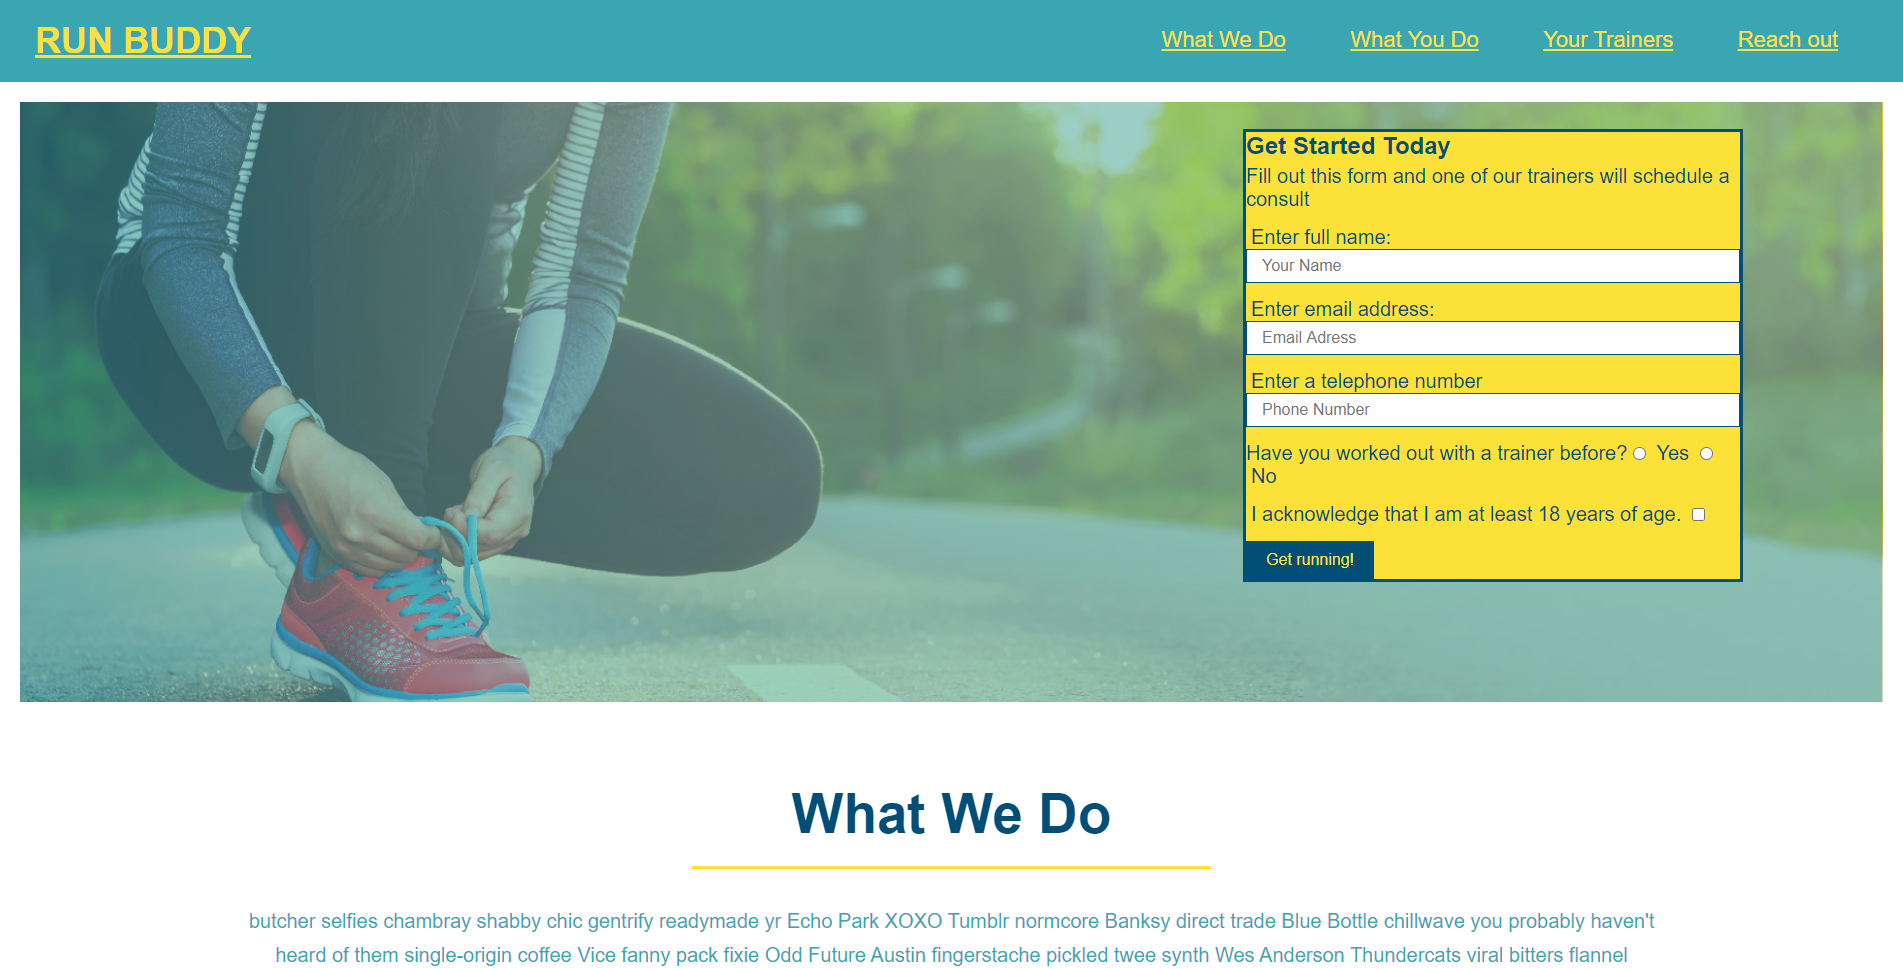 RUN BUDDY
What We Do
What You Do
Your Trainers
Reach out
Get Started Today
Fill out this form and one of our trainers will schedule a
consult
Enter full name:
Your Name
Enter email address:
Email Adress
Enter a telephone number
Phone Number
Have you worked out with a trainer before? Yes
No
I acknowledge that I am at least 18 years of age.
Get running!
What We Do
butcher selfies chambray shabby chic gentrify readymade yr Echo Park XOXO Tumblr normcore Banksy direct trade Blue Bottle chillwave you probably haven't
heard of them single-origin coffee Vice fanny pack fixie Odd Future Austin fingerstache pickled twee synth Wes Anderson Thundercats viral bitters flannel